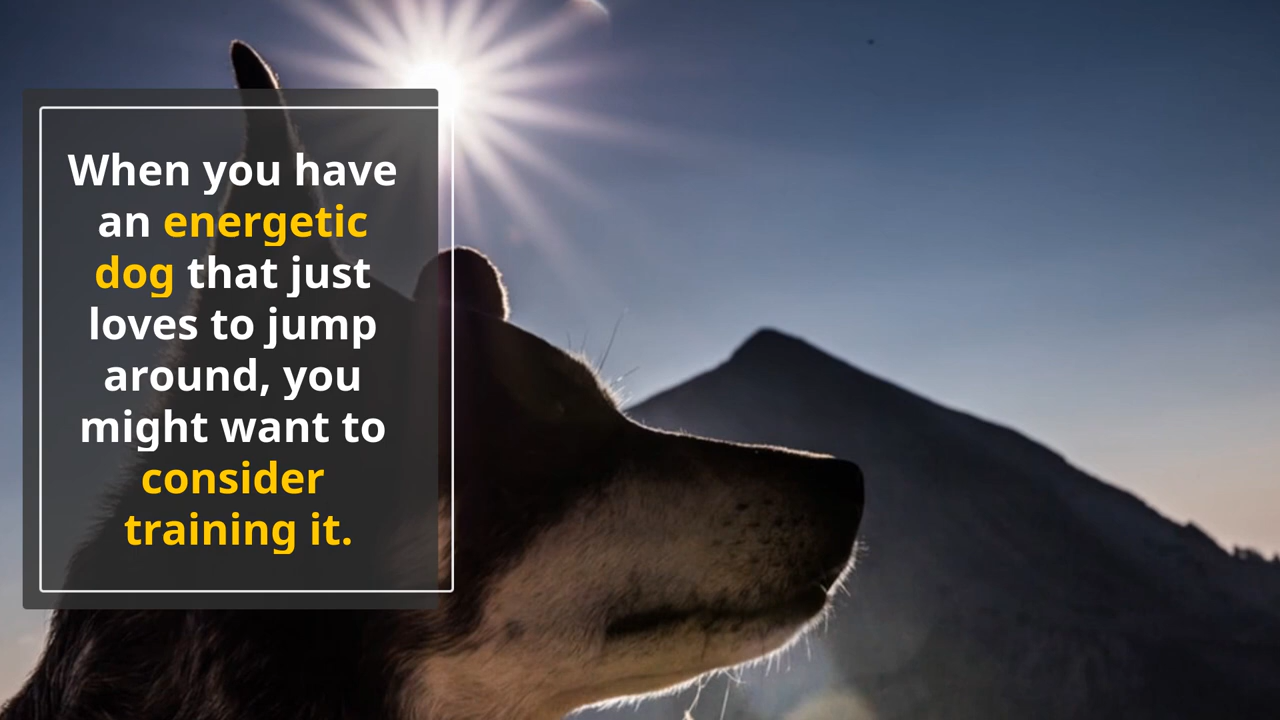 When you have
an energetic
dog that just
loves to jump
around, you
might want to
consider
training it.